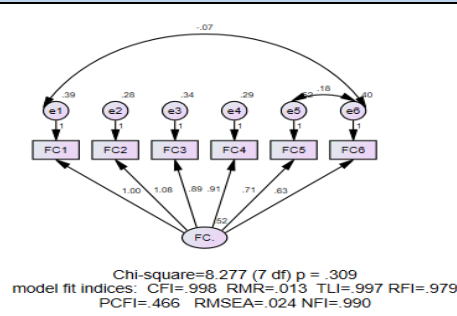 -.07
.39 .28 .34 .29 .52 .18 .40
e1 e2 e3 e4 e5 e6
1 1 1 1 1 1
FC1 FC2 FC3 FC4 FC5 FC6
1.00 1.08 .89 .91 .71 .63
.52
FC.
Chi-square=8.277 (7 df) p = .309
model fit indices: CFI=.998 RMR=.013 TLI=.997 RFI=.979
PCFI=.466 RMSEA=.024 NFI=.990